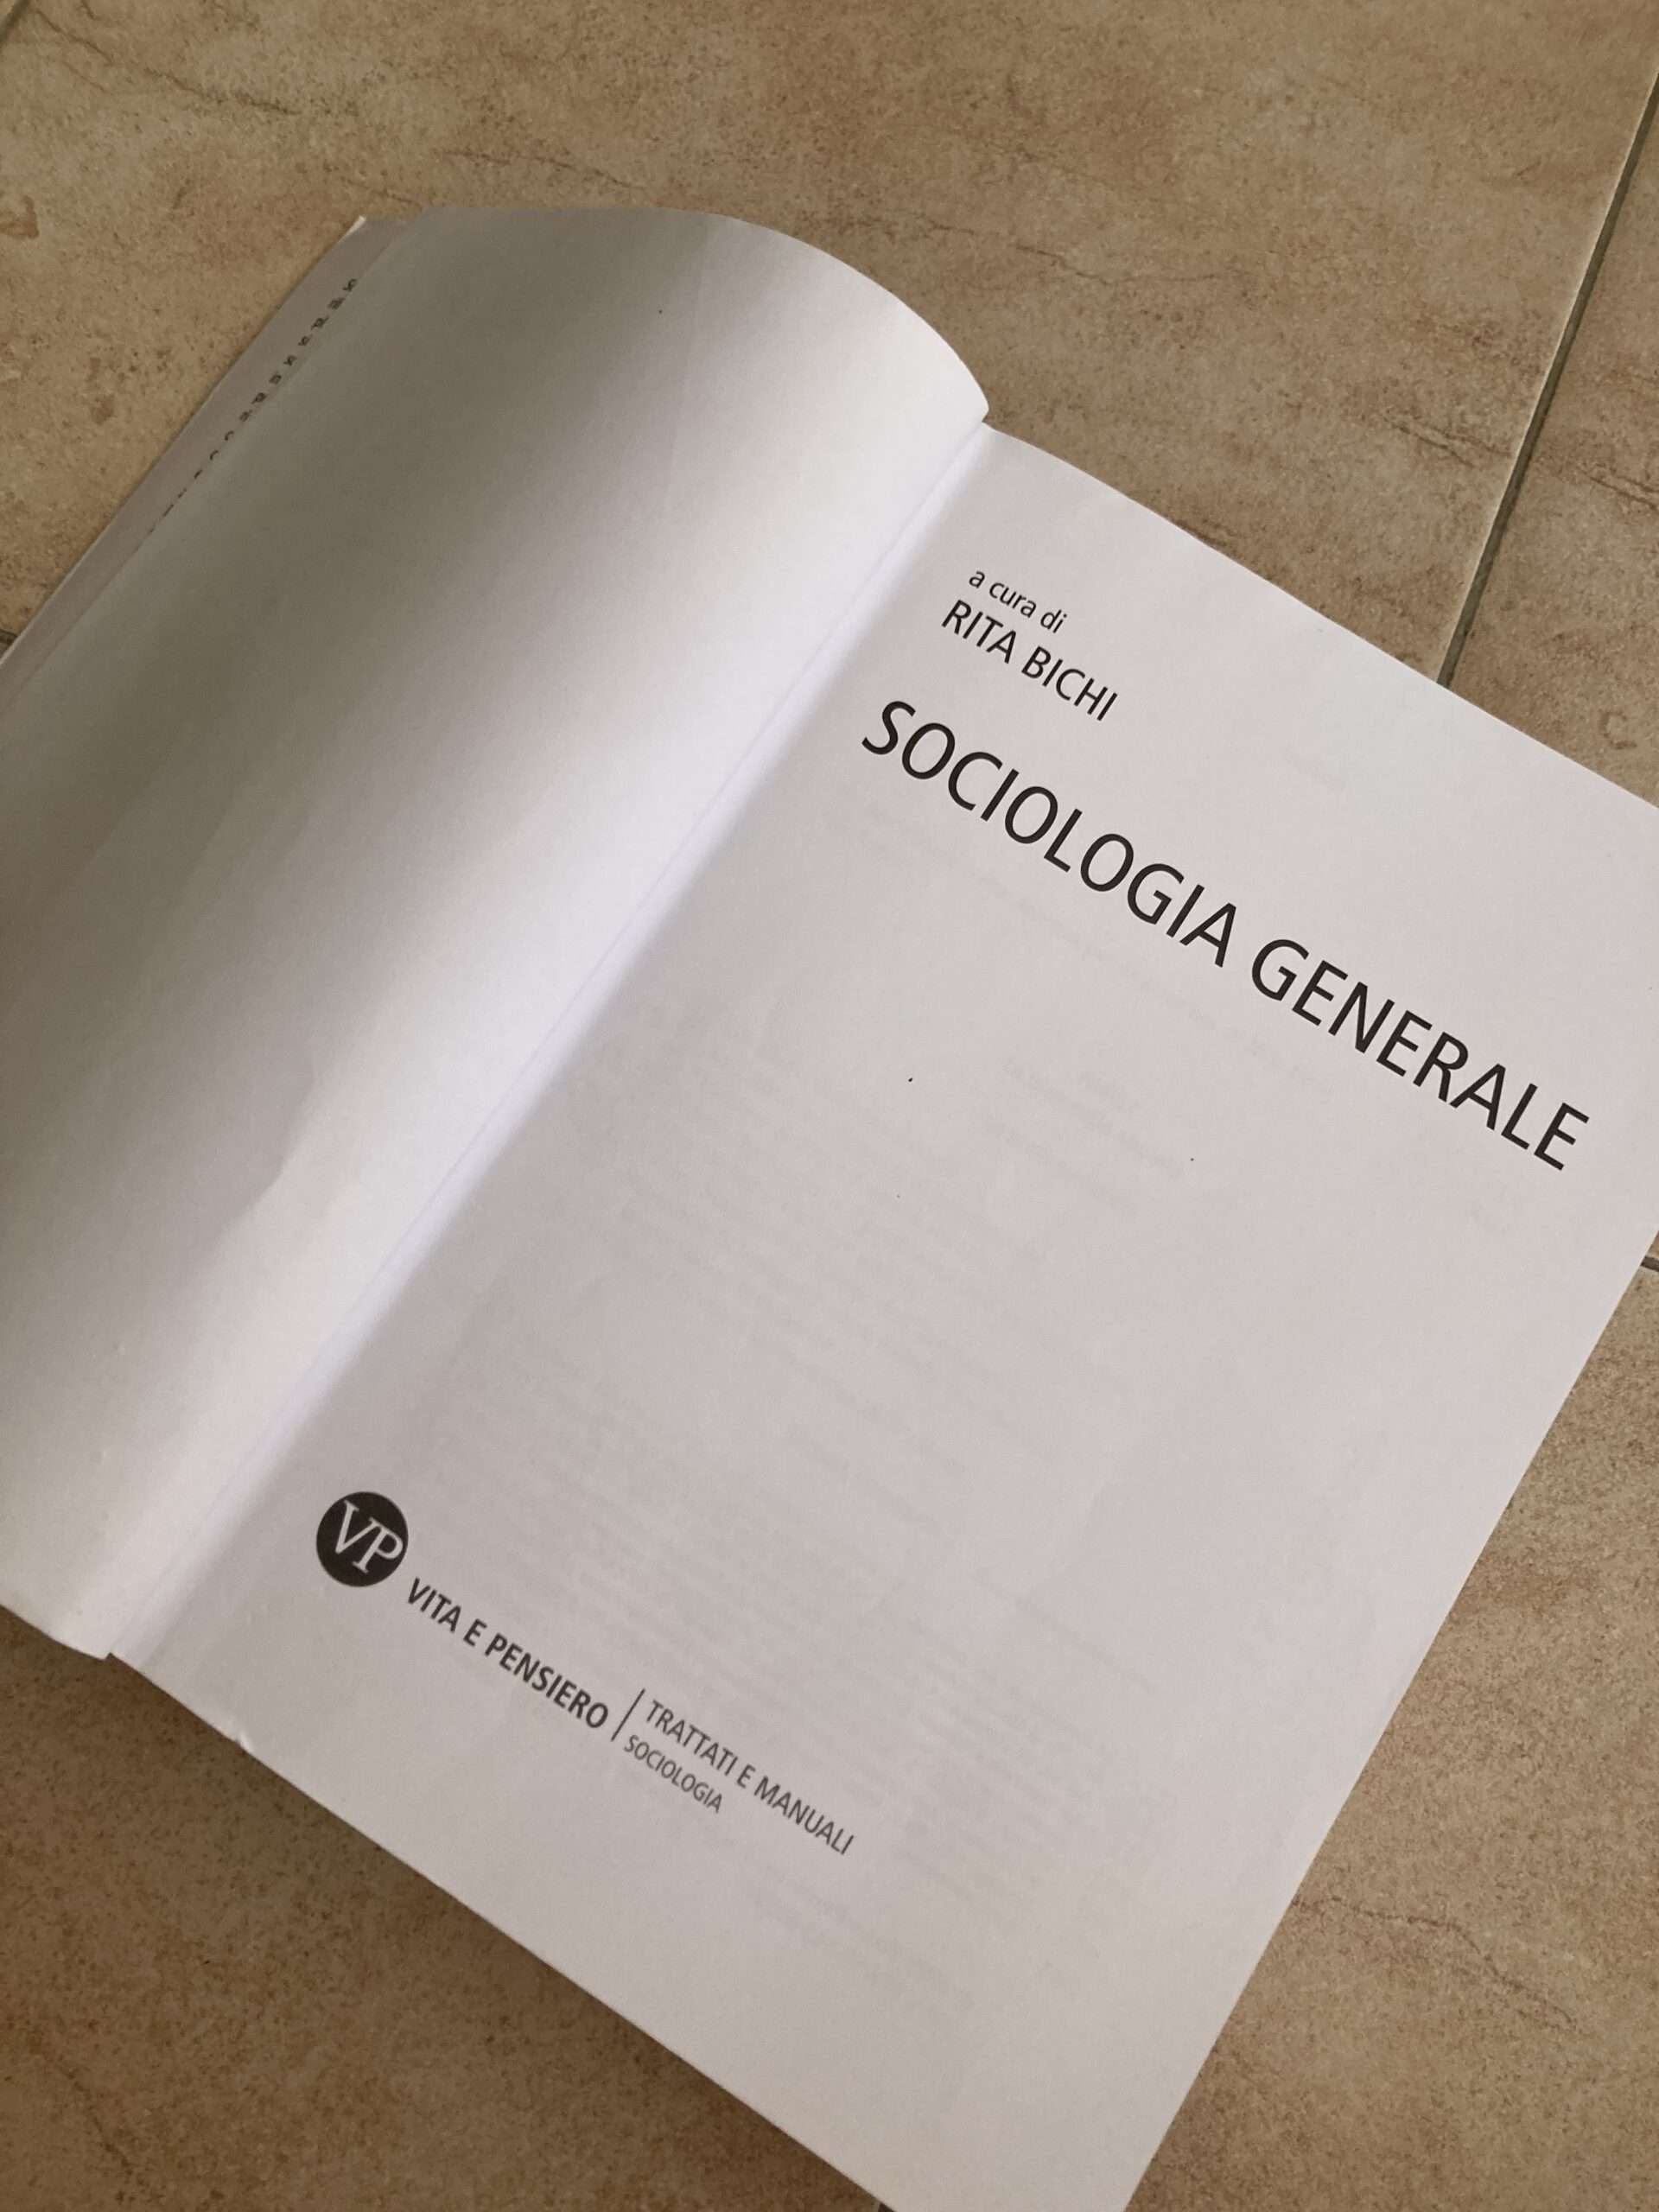 a cura di
RITA BICHI
SOCIOLOGIA GENERALE
VP
VITA E PENSIERO
TRATTATI E MANUALI
SOCIOLOGIA